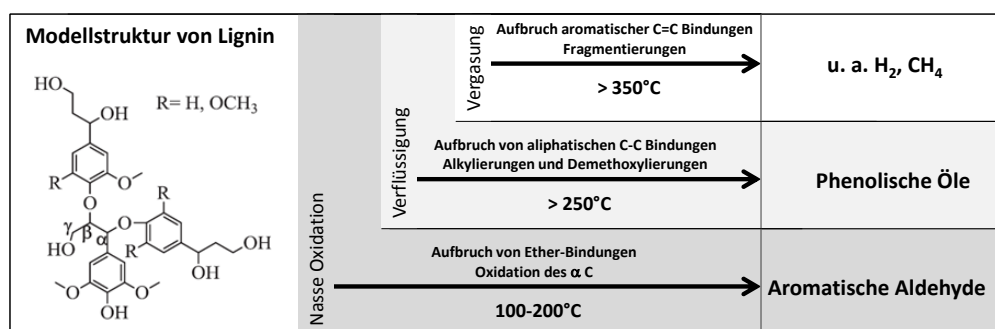 Modellstruktur von Lignin
HO
OH
R= H, OCH3
R
O
O
R
γ
β
α
O
HO
R
OH
OH
O
O
OH
Nasse Oxidation
Verflüssigung
Vergasung
Aufbruch aromatischer C=C Bindungen
Fragmentierungen
> 350°C
u. a. H2, CH4
Aufbruch von aliphatischen C-C Bindungen
Alkylierungen und Demethoxylierungen
> 250°C
Phenolische Öle
Aufbruch von Ether-Bindungen
Oxidation des α C
100-200°C
Aromatische Aldehyde